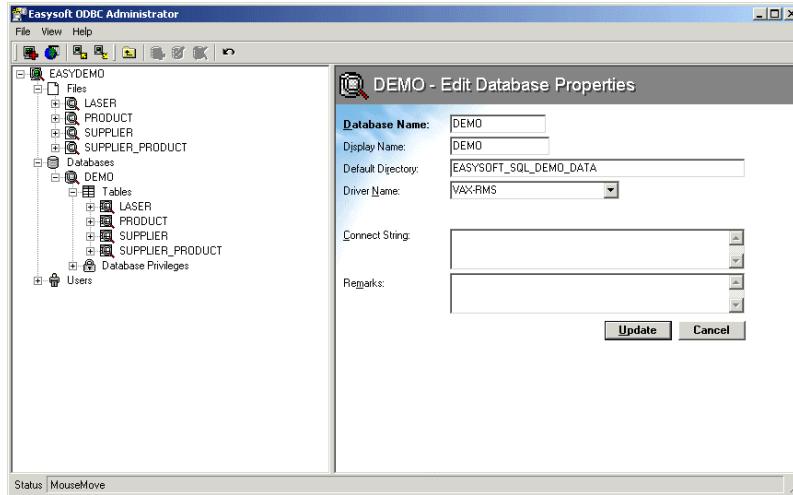 Easysoft ODBC Administrator
File View Help
EASYDEMO
Files
LASER
PRODUCT
SUPPLIER
SUPPLIER_PRODUCT
Databases
DEMO
Tables
LASER
PRODUCT
SUPPLIER
SUPPLIER_PRODUCT
Database Privileges
Users
DEMO - Edit Database Properties
Database Name: DEMO
Display Name: DEMO
Default Directory: EASYSOFT_SQL_DEMO_DATA
Driver Name: VAX-RMS
Connect String:
Remarks:
Update Cancel
Status MouseMove